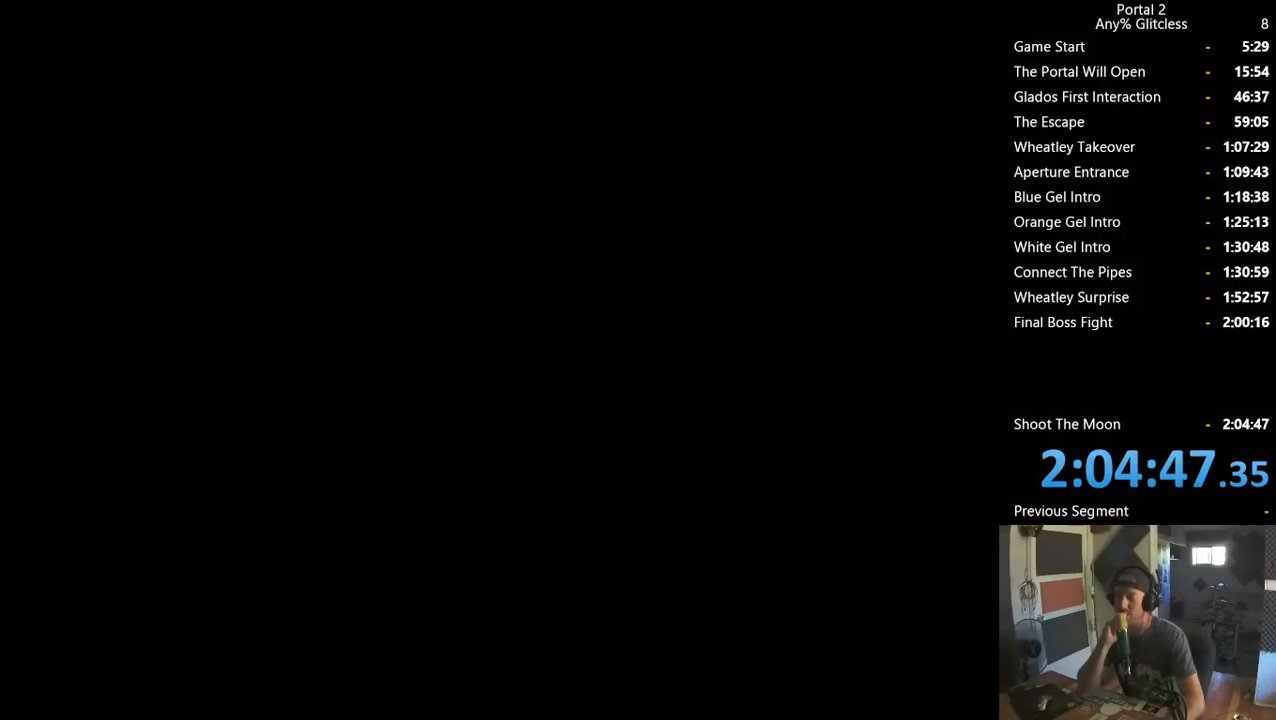 Portal 2
Any% Glitcless 8
Game Start - 5:29
The Portal Will Open - 15:54
Glados First Interaction - 46:37
The Escape - 59:05
Wheatley Takeover - 1:07:29
Aperture Entrance - 1:09:43
Blue Gel Intro - 1:18:38
Orange Gel Intro - 1:25:13
White Gel Intro - 1:30:48
Connect The Pipes - 1:30:59
Wheatley Surprise - 1:52:57
Final Boss Fight - 2:00:16
Shoot The Moon - 2:04:47
2:04:47.35
Previous Segment -